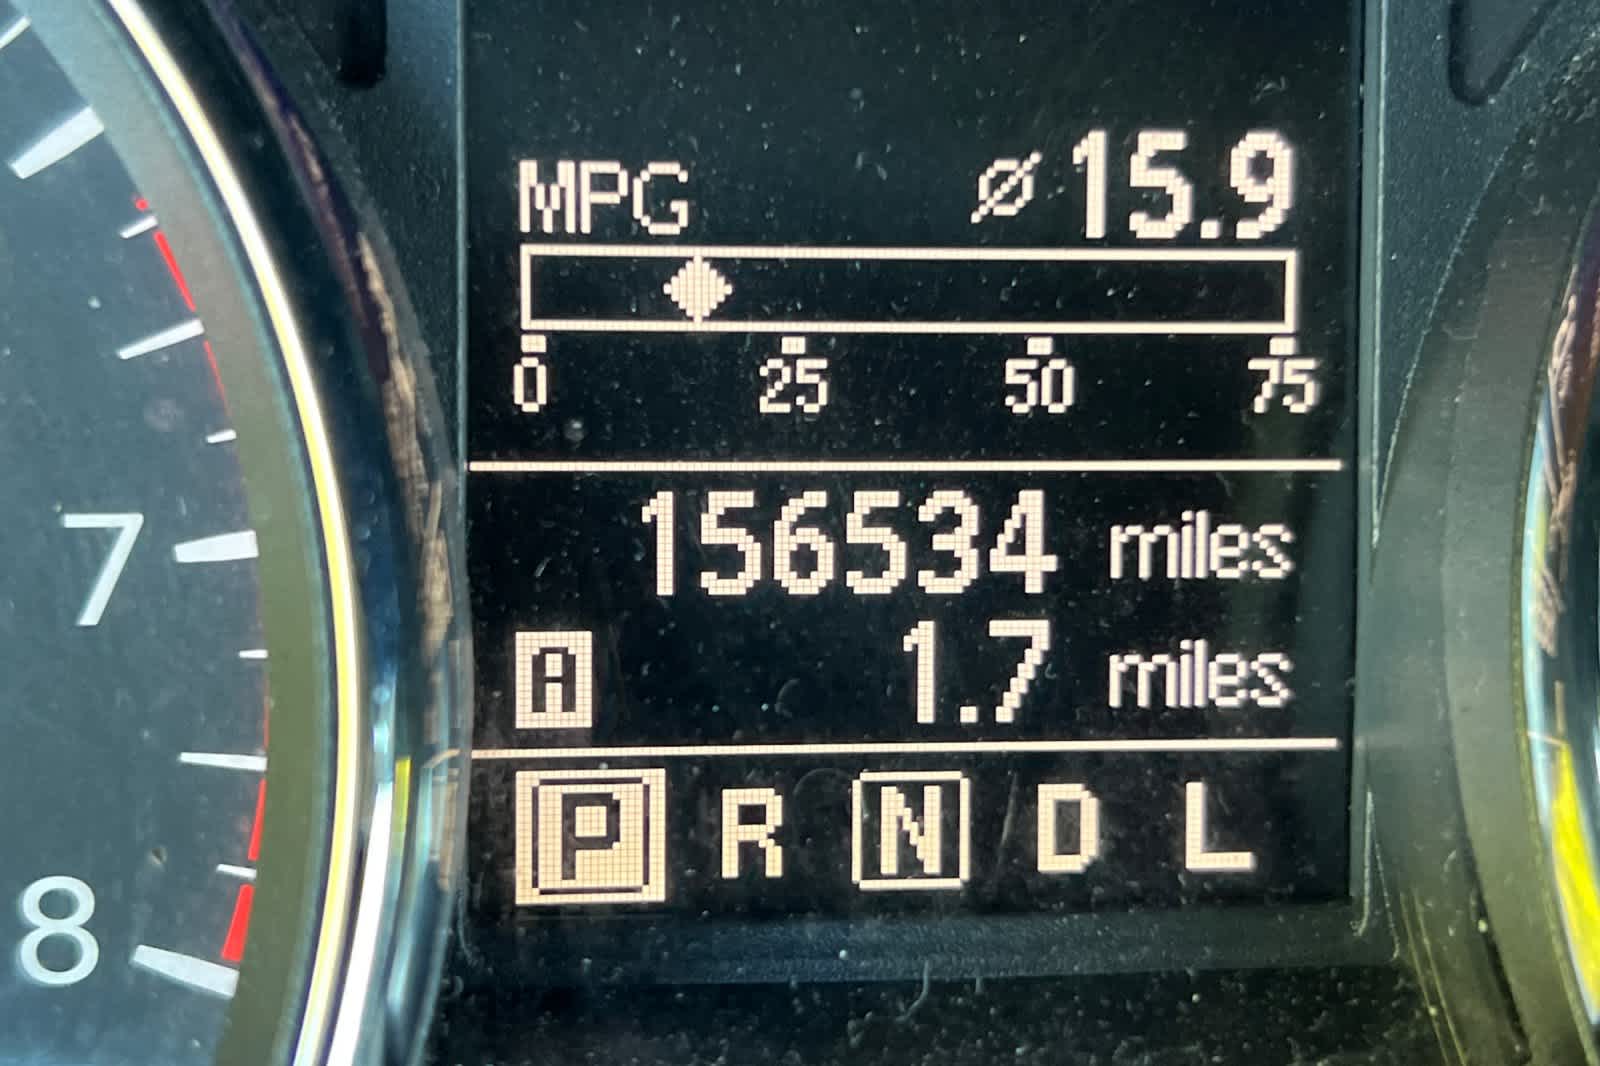 MPG ⌀ 15.9
0 25 50 75
156534 miles
A 1.7 miles
P R N D L
7
8